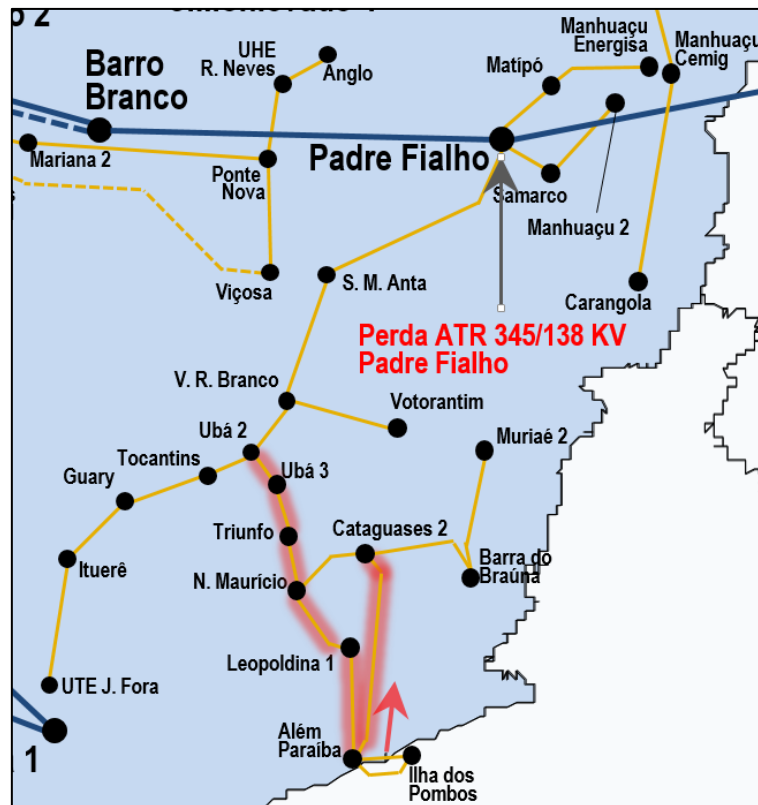 o 2
Barro
Branco
UHE
R. Neves
Anglo
Manhuaçu
Energisa
Manhuaçu
Cemig
Matipó
Mariana 2
Ponte
Nova
Padre Fialho
Samarco
Manhuaçu 2
Viçosa
S. M. Anta
Carangola
Perda ATR 345/138 KV
Padre Fialho
V. R. Branco
Votorantim
Ubá 2
Muriaé 2
Tocantins
Ubá 3
Guary
Triunfo
Cataguases 2
Ituerê
N. Maurício
Barra do
Braúna
Leopoldina 1
UTE J. Fora
Além
Paraíba
1
Ilha dos
Pombos